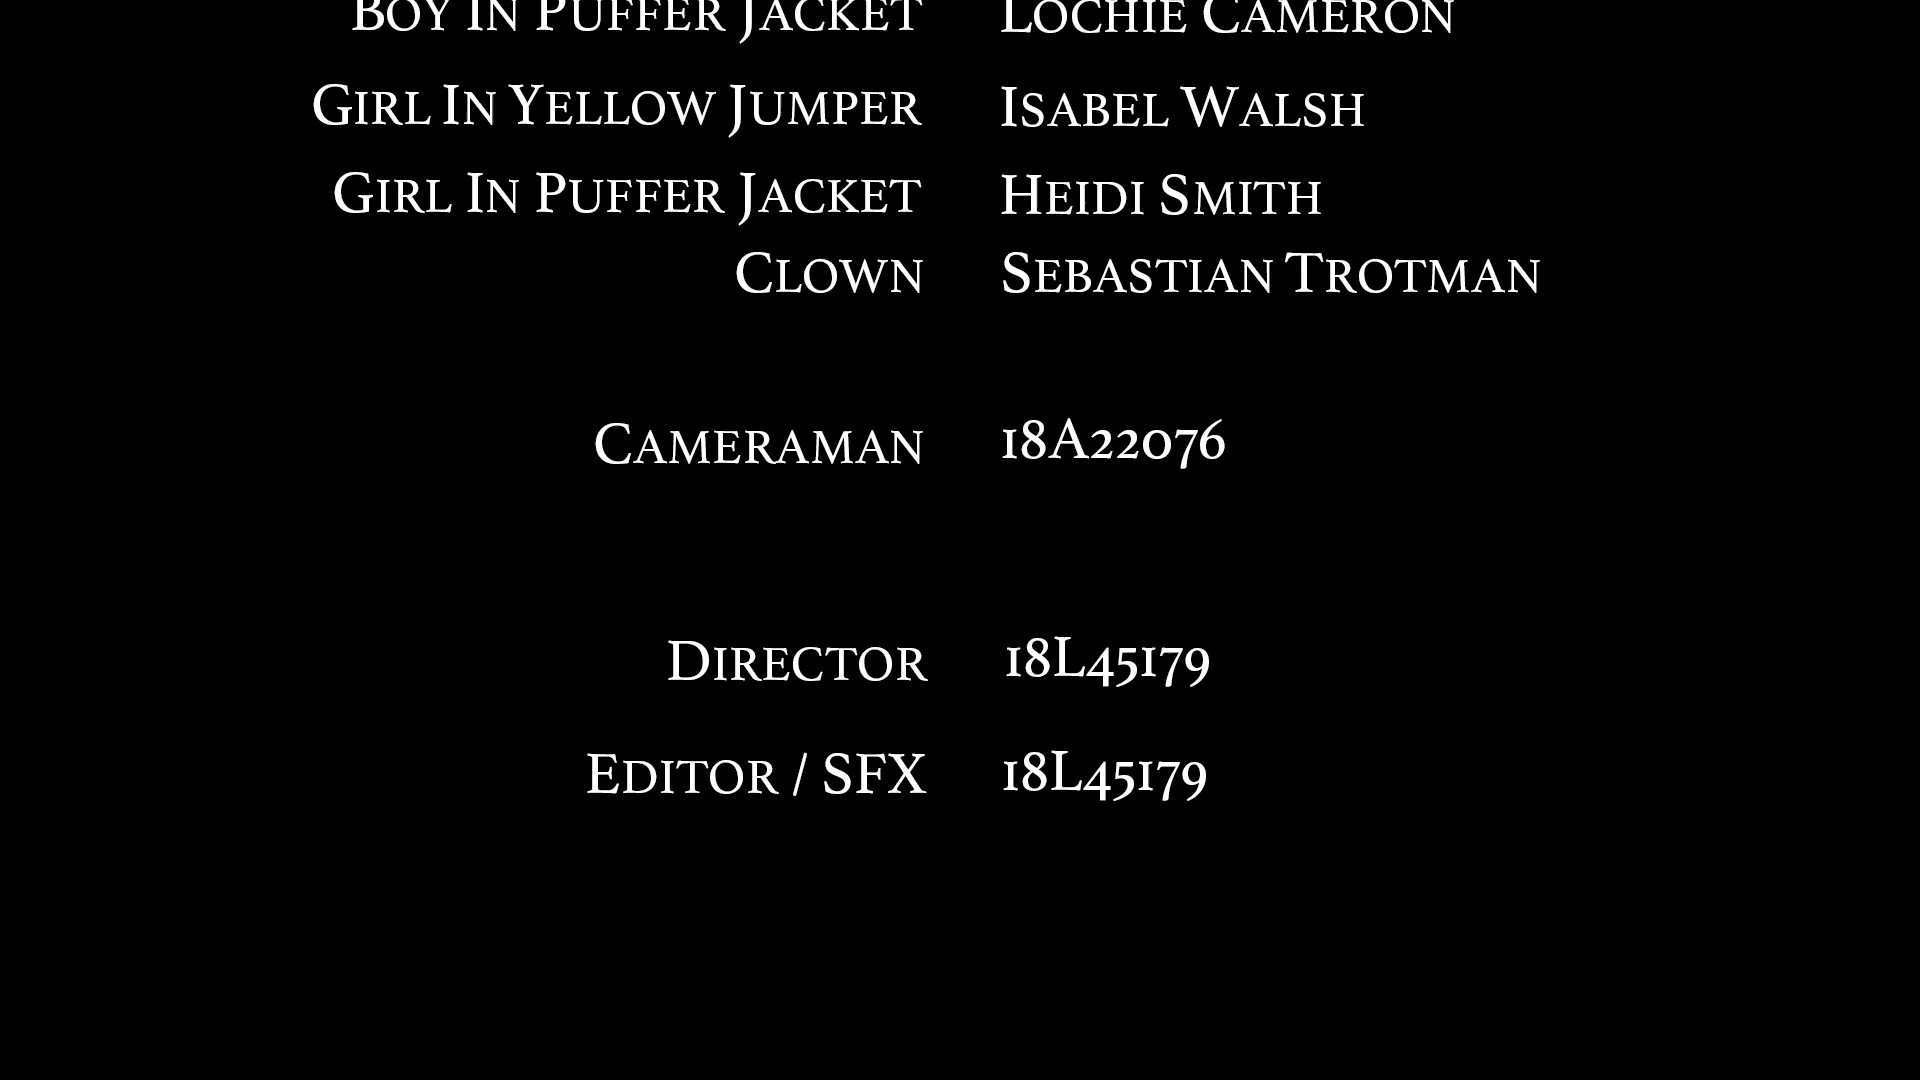 Boy In Puffer Jacket Lochie Cameron
Girl In Yellow Jumper Isabel Walsh
Girl In Puffer Jacket Heidi Smith
Clown Sebastian Trotman
Cameraman 18A22076
Director 18L45179
Editor / SFX 18L45179